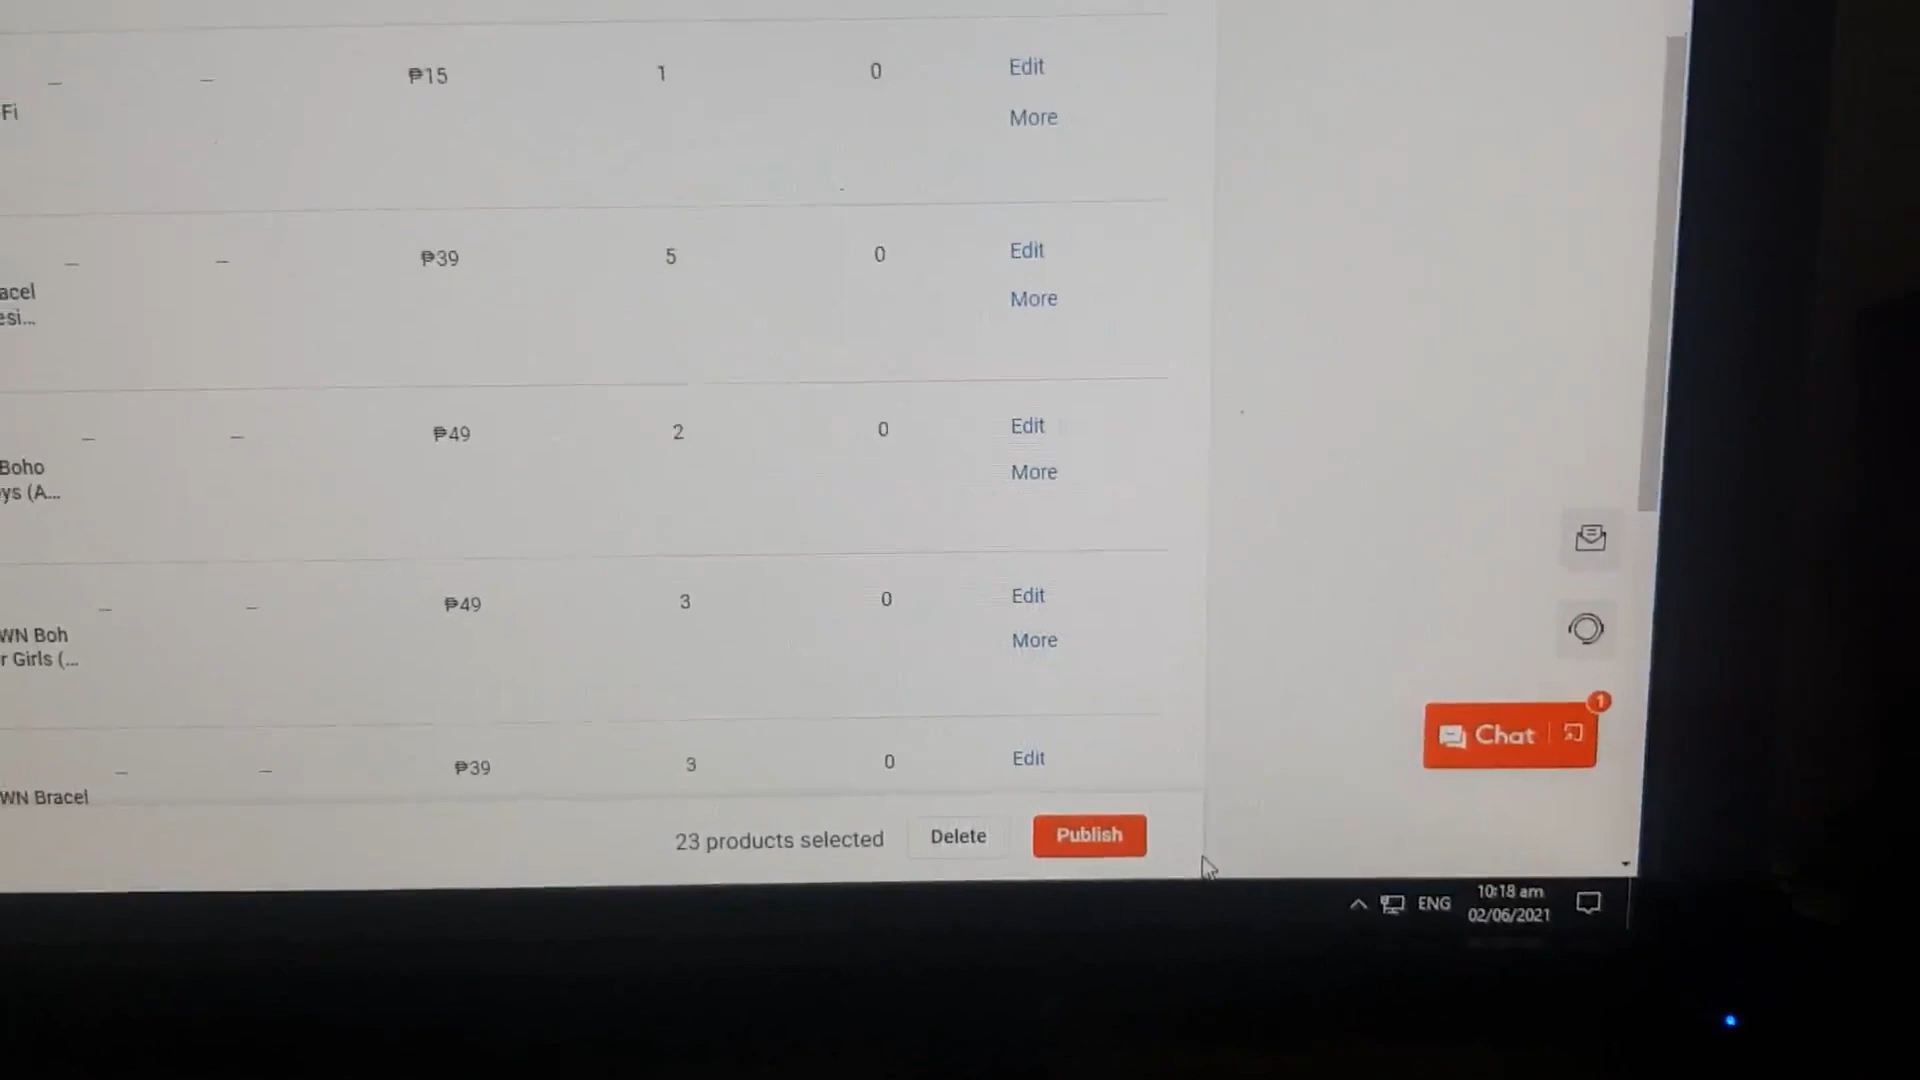 — — ₱15 1 0 Edit
Fi More
— — ₱39 5 0 Edit
acel More
esi...
— — ₱49 2 0 Edit
Boho More
ys (A...
— — ₱49 3 0 Edit
WN Boh More
r Girls (...
— — ₱39 3 0 Edit
WN Bracel
23 products selected Delete Publish
Chat 1
ENG 10:18 am
02/06/2021